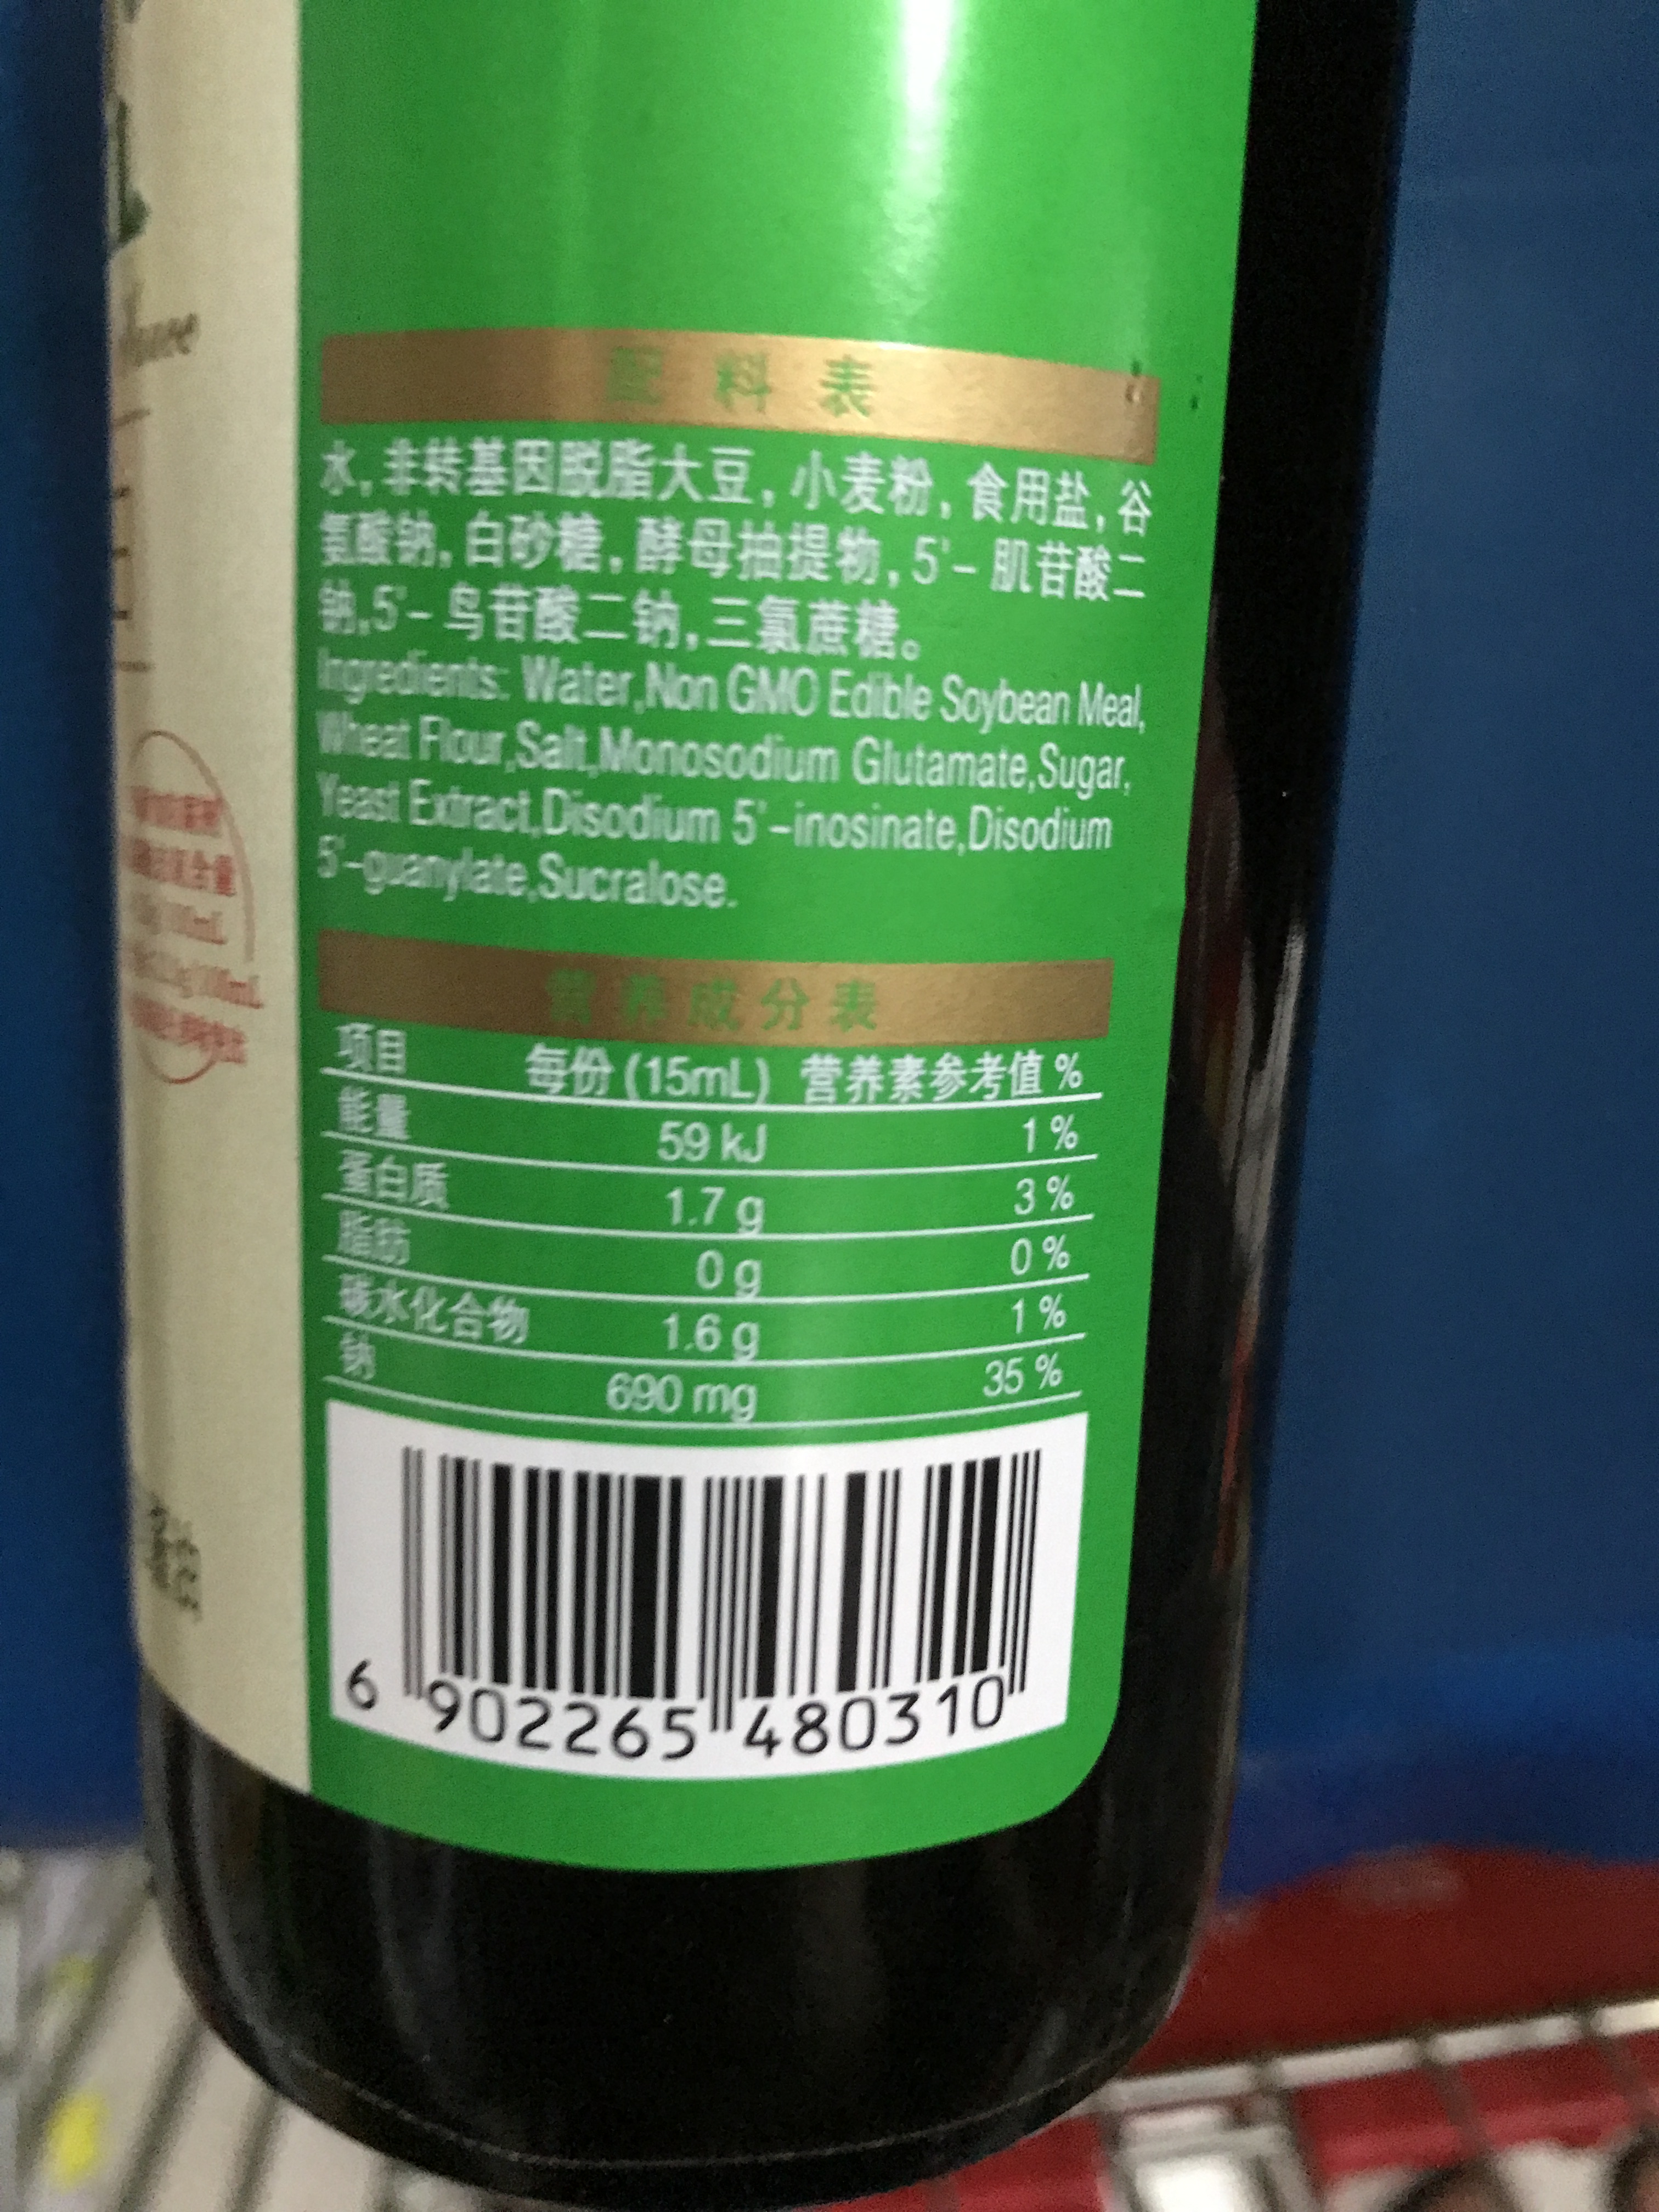 配料表
水,非转基因脱脂大豆,小麦粉,食用盐,谷
氨酸钠,白砂糖,酵母抽提物,5'-肌苷酸二
钠,5'-鸟苷酸二钠,三氯蔗糖。
Ingredients: Water,Non GMO Edible Soybean Meal,
Wheat Flour,Salt,Monosodium Glutamate,Sugar,
Yeast Extract,Disodium 5'-inosinate,Disodium
5'-guanylate,Sucralose.
营养成分表
项目 每份(15mL) 营养素参考值%
能量 59 kJ 1 %
蛋白质 1.7 g 3 %
脂肪 0 g 0 %
碳水化合物 1.6 g 1 %
钠 690 mg 35 %
6 902265 480310